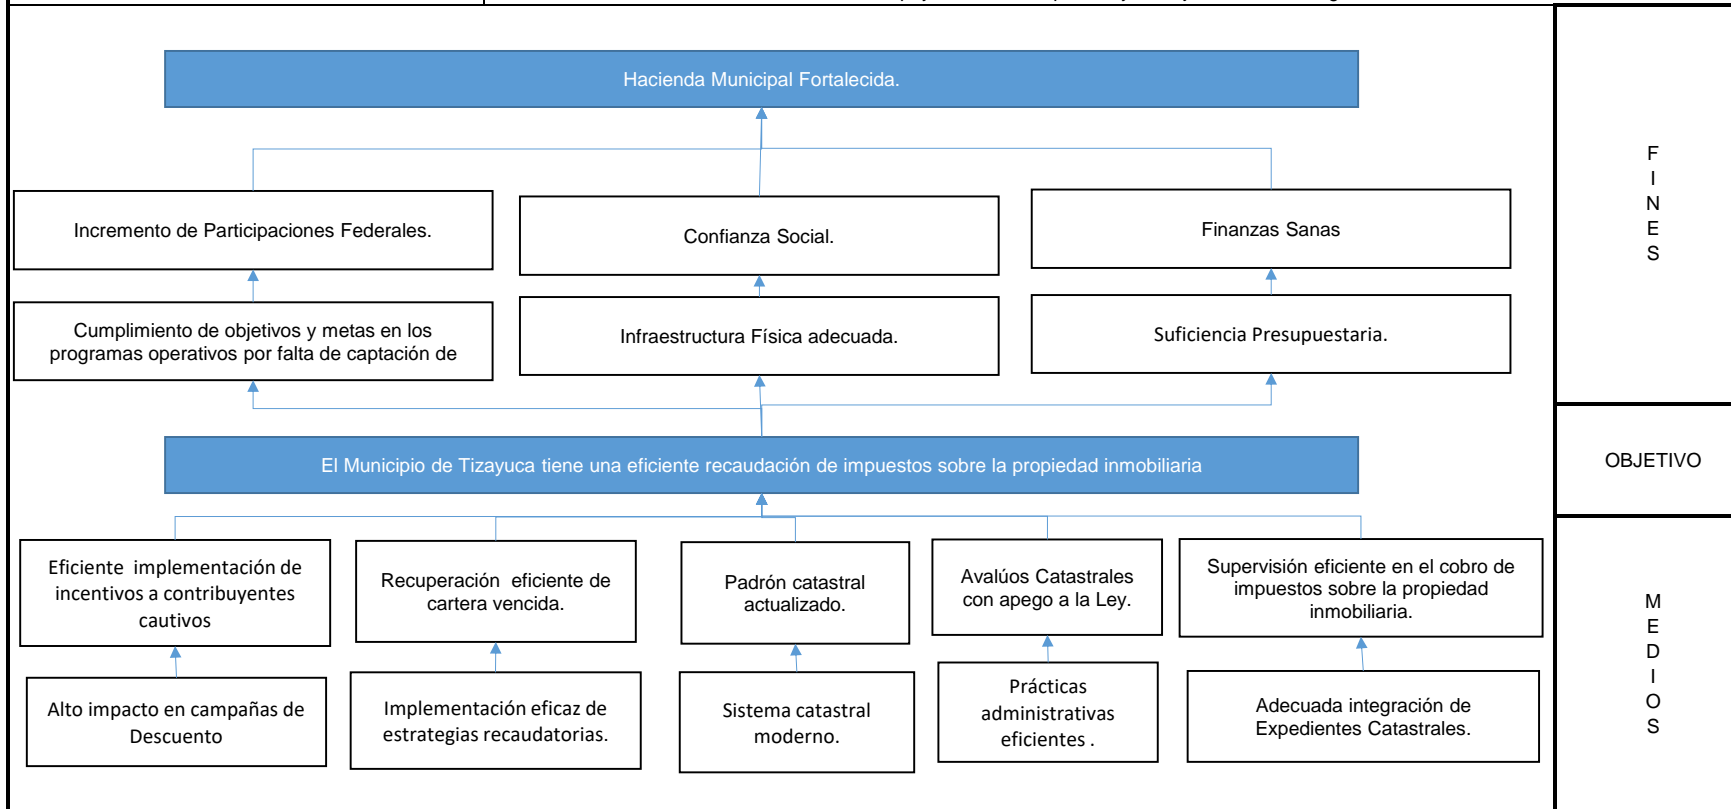 Hacienda Municipal Fortalecida.
Incremento de Participaciones Federales.
Confianza Social.
Finanzas Sanas
Cumplimiento de objetivos y metas en los
programas operativos por falta de captación de
Infraestructura Física adecuada.
Suficiencia Presupuestaria.
F
I
N
E
S
El Municipio de Tizayuca tiene una eficiente recaudación de impuestos sobre la propiedad inmobiliaria
OBJETIVO
Eficiente implementación de
incentivos a contribuyentes
cautivos
Recuperación eficiente de
cartera vencida.
Padrón catastral
actualizado.
Avalúos Catastrales
con apego a la Ley.
Supervisión eficiente en el cobro de
impuestos sobre la propiedad
inmobiliaria.
Alto impacto en campañas de
Descuento
Implementación eficaz de
estrategias recaudatorias.
Sistema catastral
moderno.
Prácticas
administrativas
eficientes .
Adecuada integración de
Expedientes Catastrales.
M
E
D
I
O
S